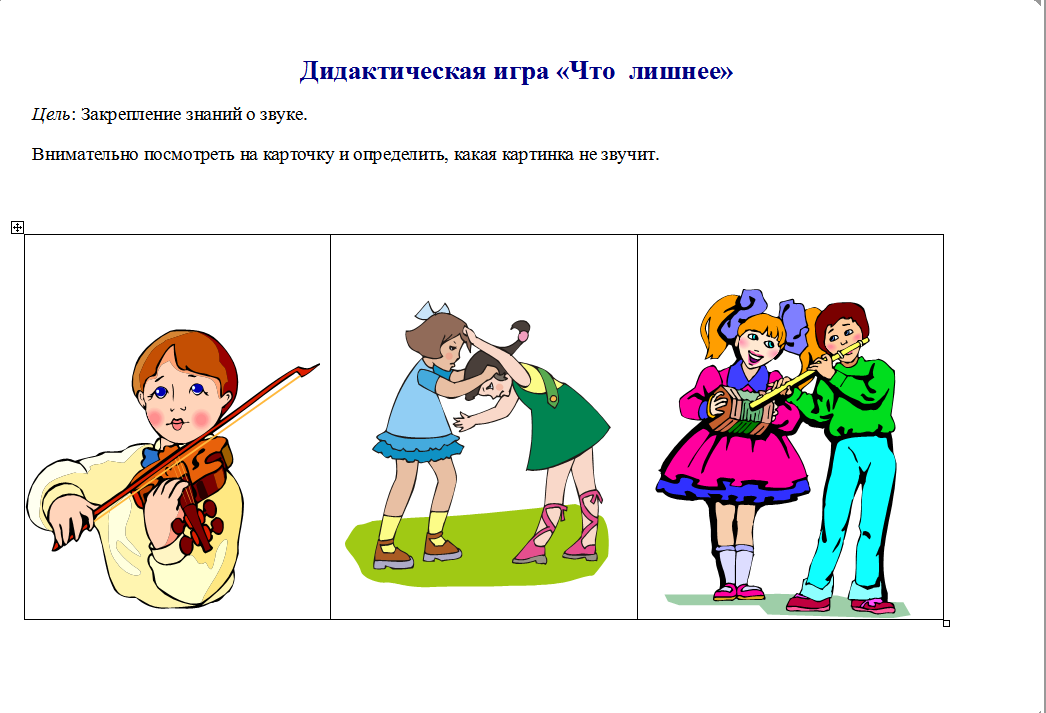 Дидактическая игра «Что  лишнее»
Цель: Закрепление знаний о звуке.
Внимательно посмотреть на карточку и определить, какая картинка не звучит.